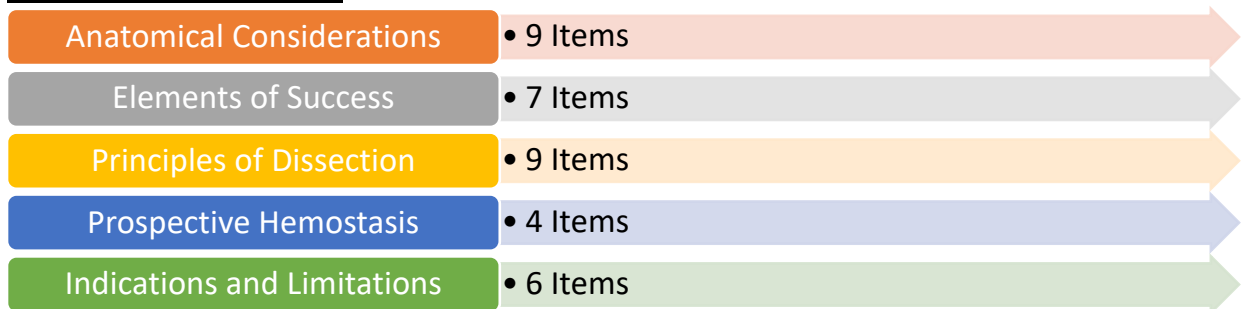 Anatomical Considerations • 9 Items
Elements of Success • 7 Items
Principles of Dissection • 9 Items
Prospective Hemostasis • 4 Items
Indications and Limitations • 6 Items